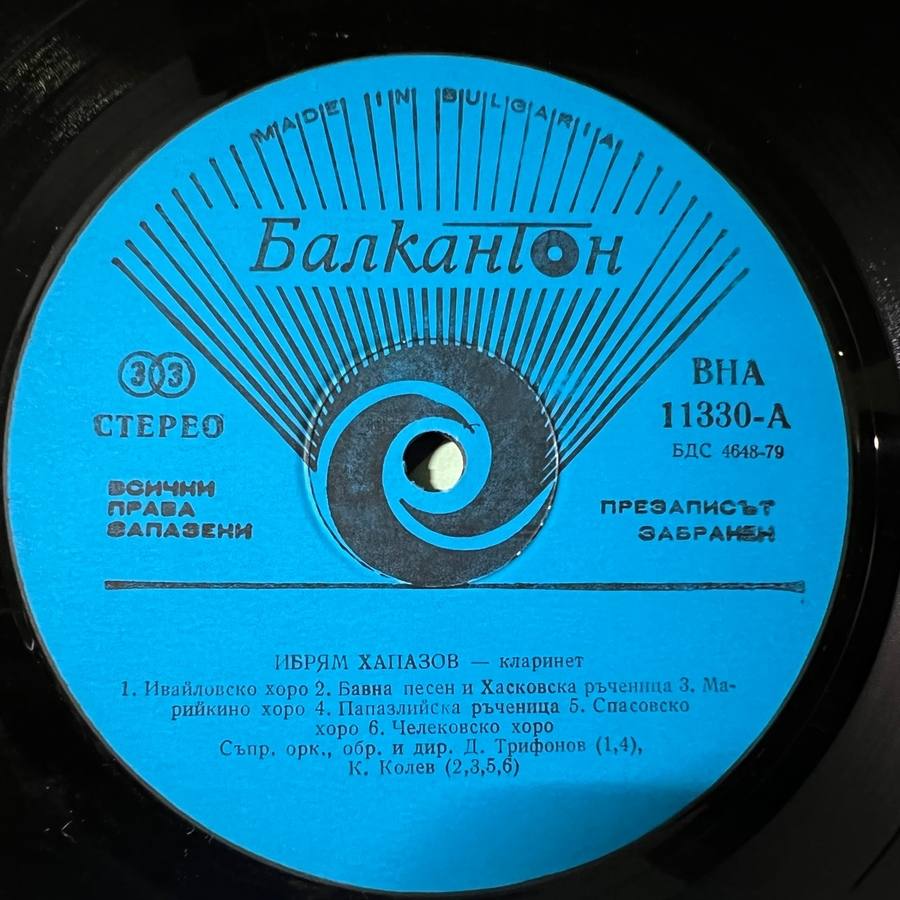 MADE IN BULGARIA
Балкантон
33
СТЕРЕО
ВСИЧНИ
ПРАВА
ЗАПАЗЕНИ
ВНА
11330-А
БДС 4648-79
ПРЕЗАПИСЪТ
ЗАБРАНЕН
ИБРЯМ ХАПАЗОВ — кларинет
1. Ивайловско хоро 2. Бавна песен и Хасковска ръченица 3. Ма-
рийкино хоро 4. Папазлийска ръченица 5. Спасовско
хоро 6. Челековско хоро
Съпр. орк., обр. и дир. Д. Трифонов (1,4),
К. Колев (2,3,5,6)